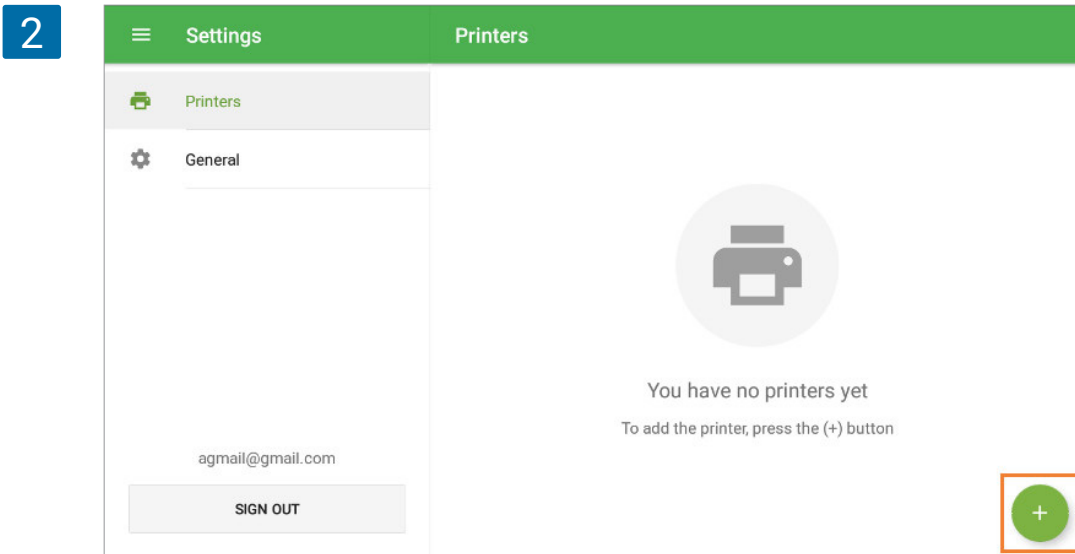 2
Settings
Printers
Printers
General
You have no printers yet
To add the printer, press the (+) button
agmail@gmail.com
SIGN OUT
+